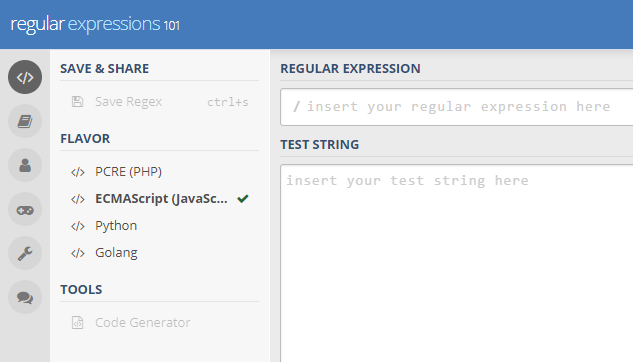 regular expressions 101
SAVE & SHARE
Save Regex ctrl+s
FLAVOR
PCRE (PHP)
ECMAScript (JavaSc...
Python
Golang
TOOLS
Code Generator
REGULAR EXPRESSION
/ insert your regular expression here
TEST STRING
insert your test string here